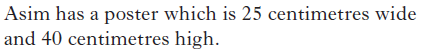 Asim has a poster which is 25 centimetres wide
and 40 centimetres high.